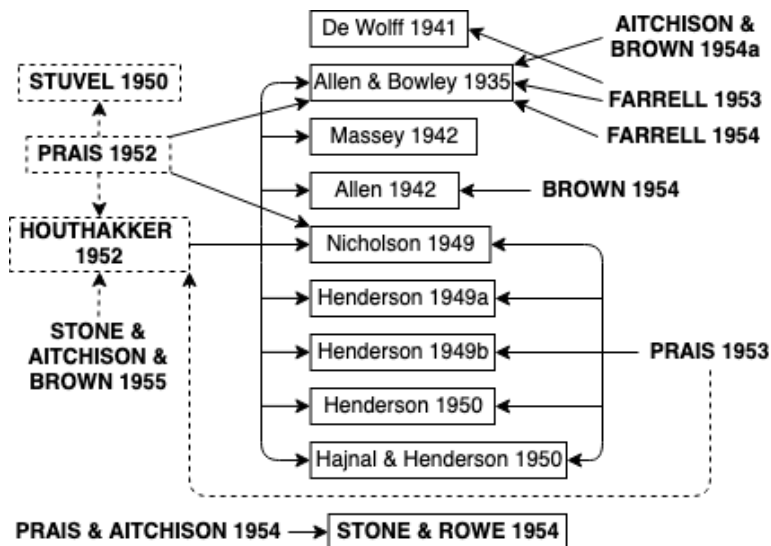 De Wolff 1941
AITCHISON &
BROWN 1954a
STUVEL 1950
Allen & Bowley 1935
FARRELL 1953
PRAIS 1952
Massey 1942
FARRELL 1954
Allen 1942
BROWN 1954
HOUTHAKKER
1952
Nicholson 1949
Henderson 1949a
STONE &
AITCHISON &
BROWN 1955
Henderson 1949b
PRAIS 1953
Henderson 1950
Hajnal & Henderson 1950
PRAIS & AITCHISON 1954
STONE & ROWE 1954